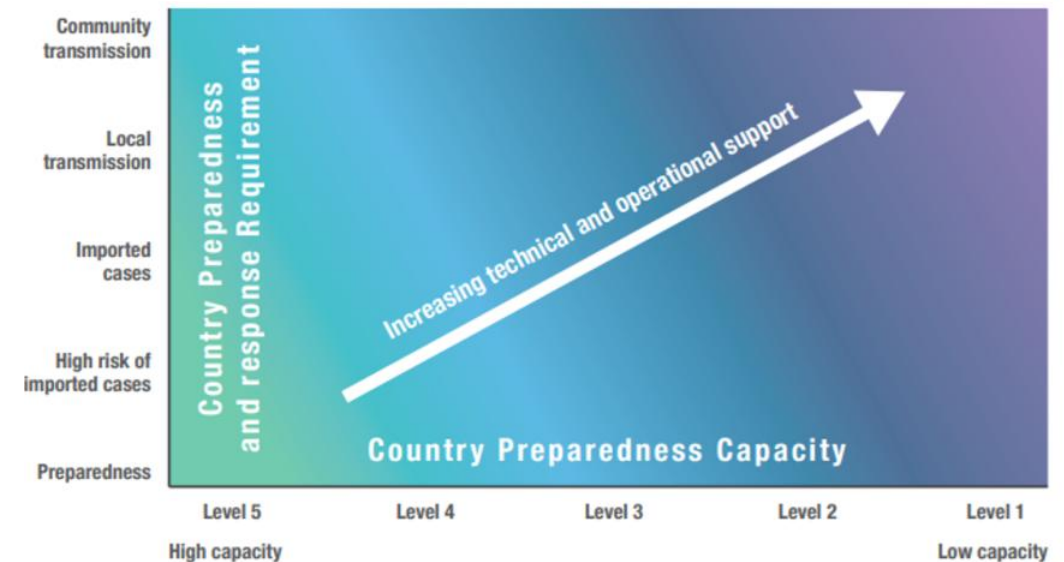 Community
transmission
Local
transmission
Imported
cases
High risk of
imported cases
Preparedness
Country Preparedness
and response Requirement
Increasing technical and operational support
Country Preparedness Capacity
Level 5
Level 4
Level 3
Level 2
Level 1
High capacity
Low capacity